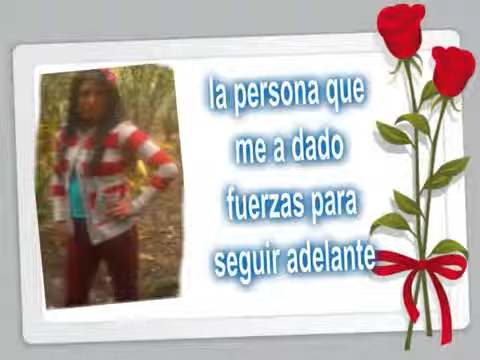 la persona que
me a dado
fuerzas para
seguir adelante